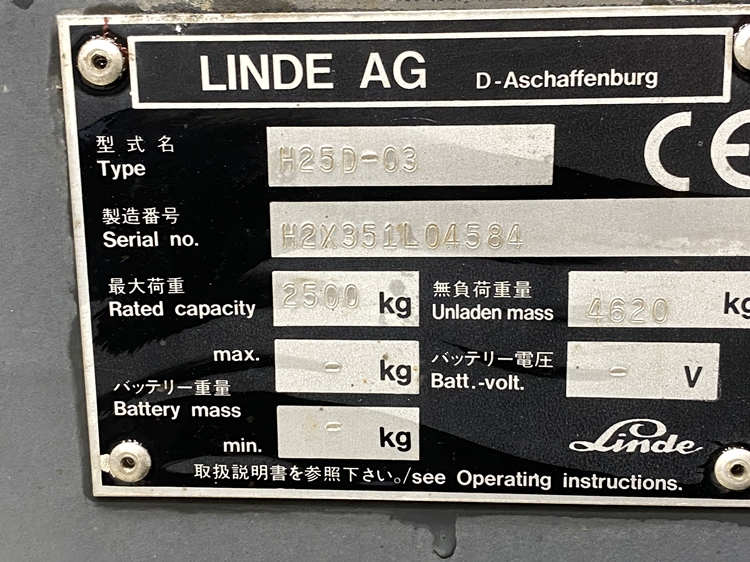 LINDE AG D-Aschaffenburg
型式名
Type H25D-03
CE
製造番号
Serial no. H2X351L04584
最大荷重
Rated capacity 2500 kg
無負荷重量
Unladen mass 4620 kg
max. - kg
バッテリー重量
Battery mass
min. - kg
バッテリー電圧
Batt.-volt. - V
Linde
取扱説明書を参照下さい。/see Operating instructions.